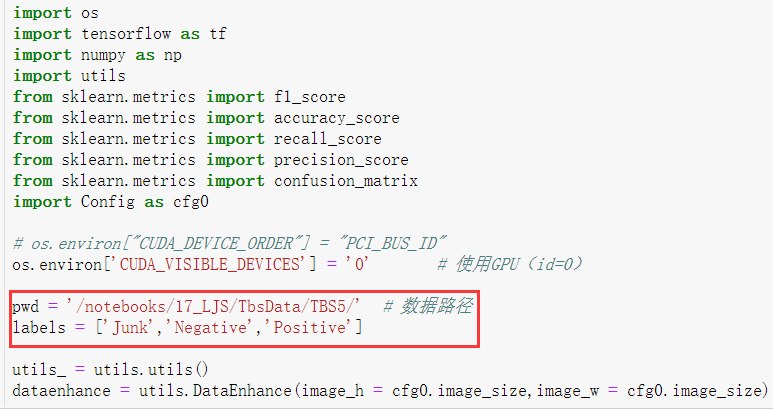 import os
import tensorflow as tf
import numpy as np
import utils
from sklearn.metrics import f1_score
from sklearn.metrics import accuracy_score
from sklearn.metrics import recall_score
from sklearn.metrics import precision_score
from sklearn.metrics import confusion_matrix
import Config as cfg0
# os.environ["CUDA_DEVICE_ORDER"] = "PCI_BUS_ID"
os.environ['CUDA_VISIBLE_DEVICES'] = '0' # 使用GPU（id=0）
pwd = '/notebooks/17_LJS/TbsData/TBS5/' # 数据路径
labels = ['Junk','Negative','Positive']
utils_ = utils.utils()
dataenhance = utils.DataEnhance(image_h = cfg0.image_size,image_w = cfg0.image_size)